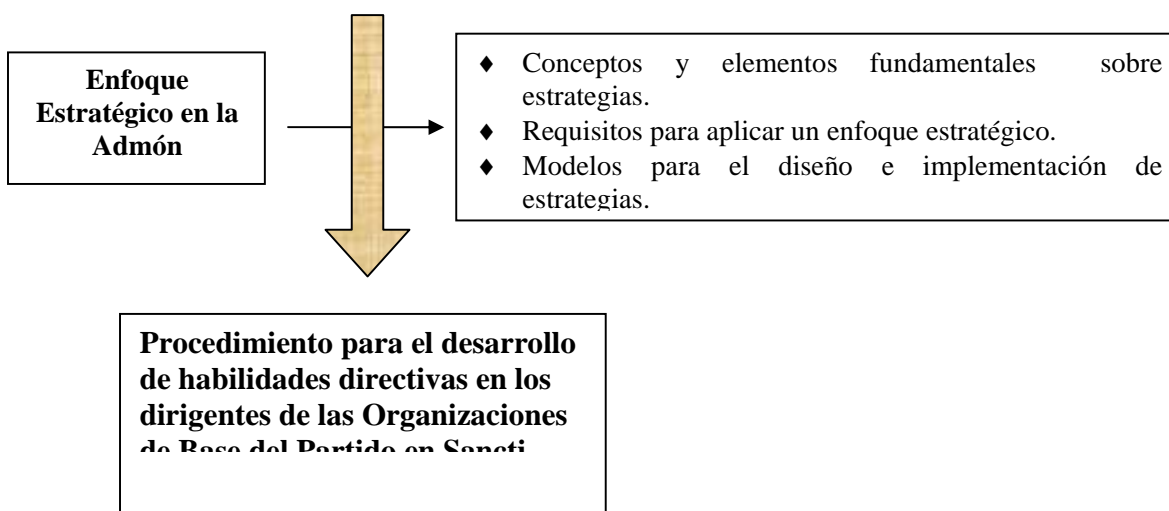 Enfoque
Estratégico en la
Admón
♦ Conceptos y elementos fundamentales sobre
estrategias.
♦ Requisitos para aplicar un enfoque estratégico.
♦ Modelos para el diseño e implementación de
estrategias.
Procedimiento para el desarrollo
de habilidades directivas en los
dirigentes de las Organizaciones
de Base del Partido en Sancti